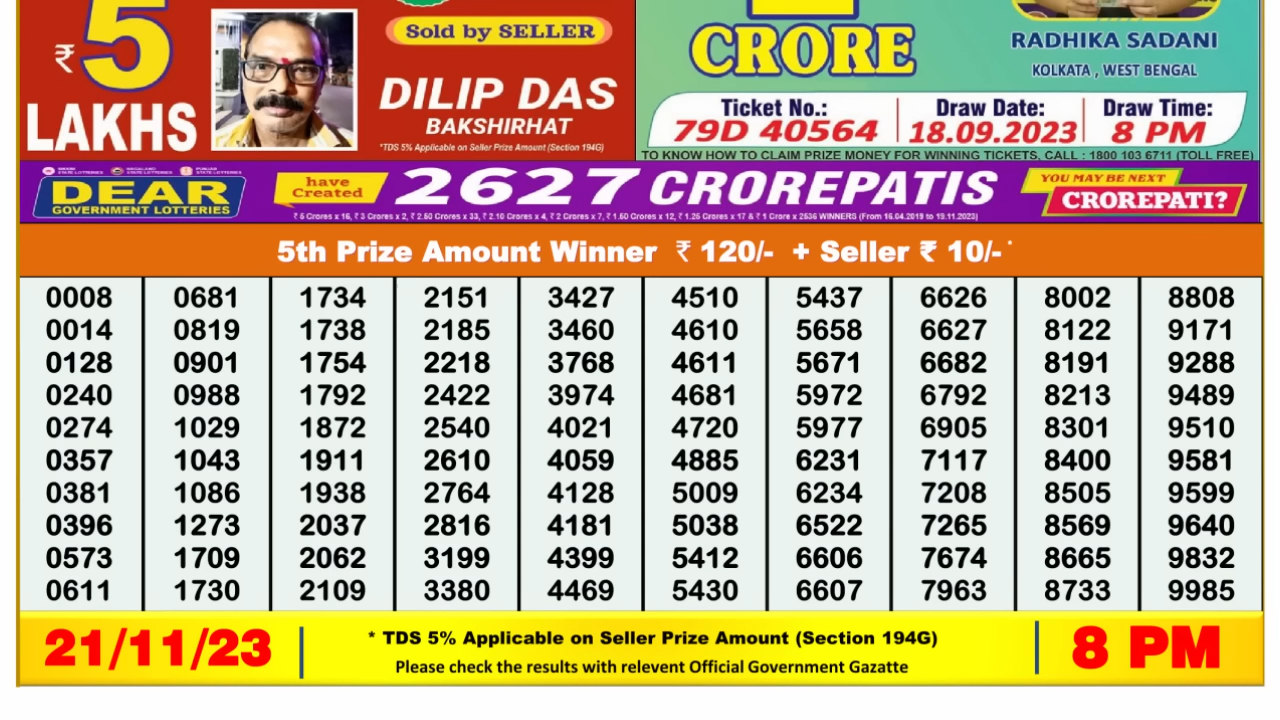 ₹ 5
LAKHS
Sold by SELLER
DILIP DAS
BAKSHIRHAT
*TDS 5% Applicable on Seller Prize Amount (Section 194G)
CRORE
RADHIKA SADANI
KOLKATA , WEST BENGAL
Ticket No.: Draw Date: Draw Time:
79D 40564 18.09.2023 8 PM
TO KNOW HOW TO CLAIM PRIZE MONEY FOR WINNING TICKETS, CALL : 1800 103 6711 (TOLL FREE)
DEAR
GOVERNMENT LOTTERIES
have
Created
2627 CROREPATIS
₹ 5 Crores x 16, ₹ 3 Crores x 2, ₹ 2.50 Crores x 33, ₹ 2.10 Crores x 4, ₹ 2 Crores x 7, ₹ 1.50 Crores x 12, ₹ 1.25 Crores x 17 & ₹ 1 Crore x 2536 WINNERS (From 16.04.2019 to 19.11.2023)
YOU MAY BE NEXT
CROREPATI?
5th Prize Amount Winner ₹ 120/- + Seller ₹ 10/- *
0008 0681 1734 2151 3427 4510 5437 6626 8002 8808
0014 0819 1738 2185 3460 4610 5658 6627 8122 9171
0128 0901 1754 2218 3768 4611 5671 6682 8191 9288
0240 0988 1792 2422 3974 4681 5972 6792 8213 9489
0274 1029 1872 2540 4021 4720 5977 6905 8301 9510
0357 1043 1911 2610 4059 4885 6231 7117 8400 9581
0381 1086 1938 2764 4128 5009 6234 7208 8505 9599
0396 1273 2037 2816 4181 5038 6522 7265 8569 9640
0573 1709 2062 3199 4399 5412 6606 7674 8665 9832
0611 1730 2109 3380 4469 5430 6607 7963 8733 9985
21/11/23
* TDS 5% Applicable on Seller Prize Amount (Section 194G)
Please check the results with relevent Official Government Gazatte
8 PM